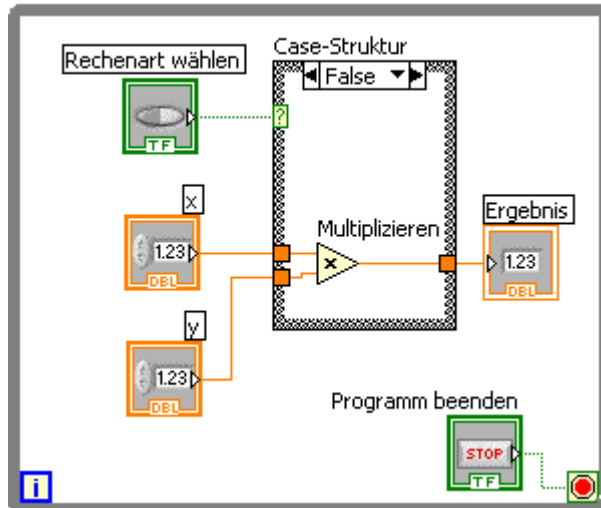 Case-Struktur
Rechenart wählen
False
?
TF
x
1.23
DBL
Multiplizieren
x
Ergebnis
1.23
DBL
y
1.23
DBL
Programm beenden
STOP
TF
i